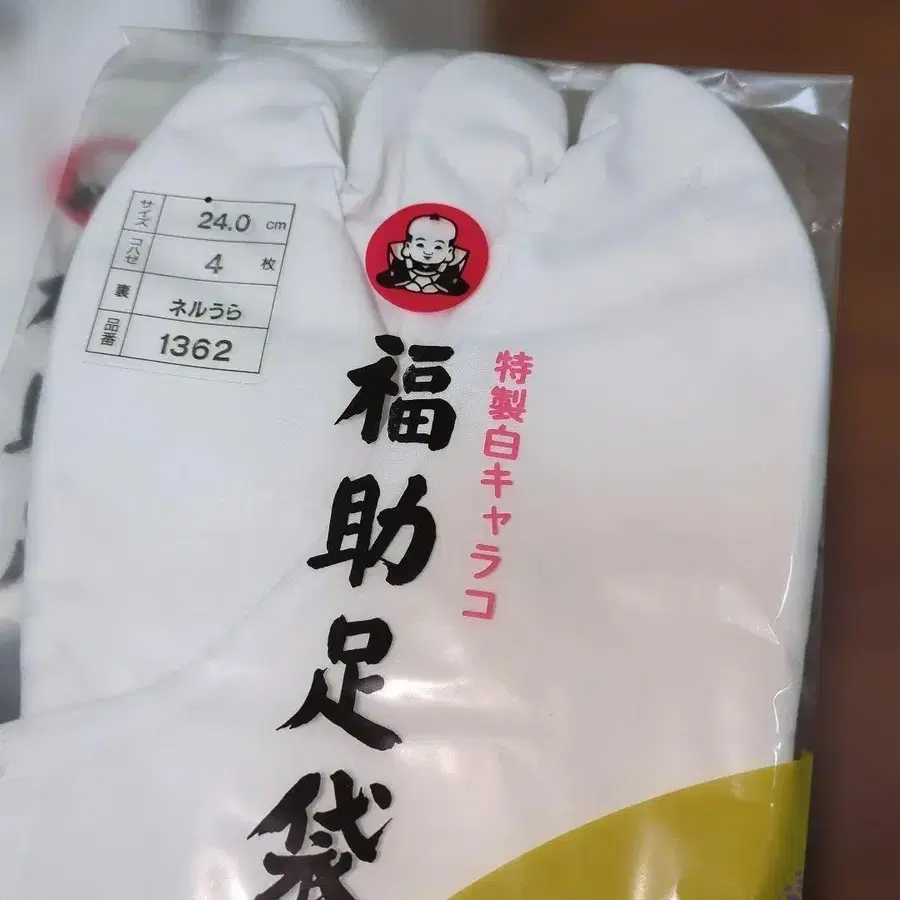 サイズ 24.0 cm
コハゼ 4 枚
裏 ネルうら
品番 1362
福助足袋
特製白キャラコ